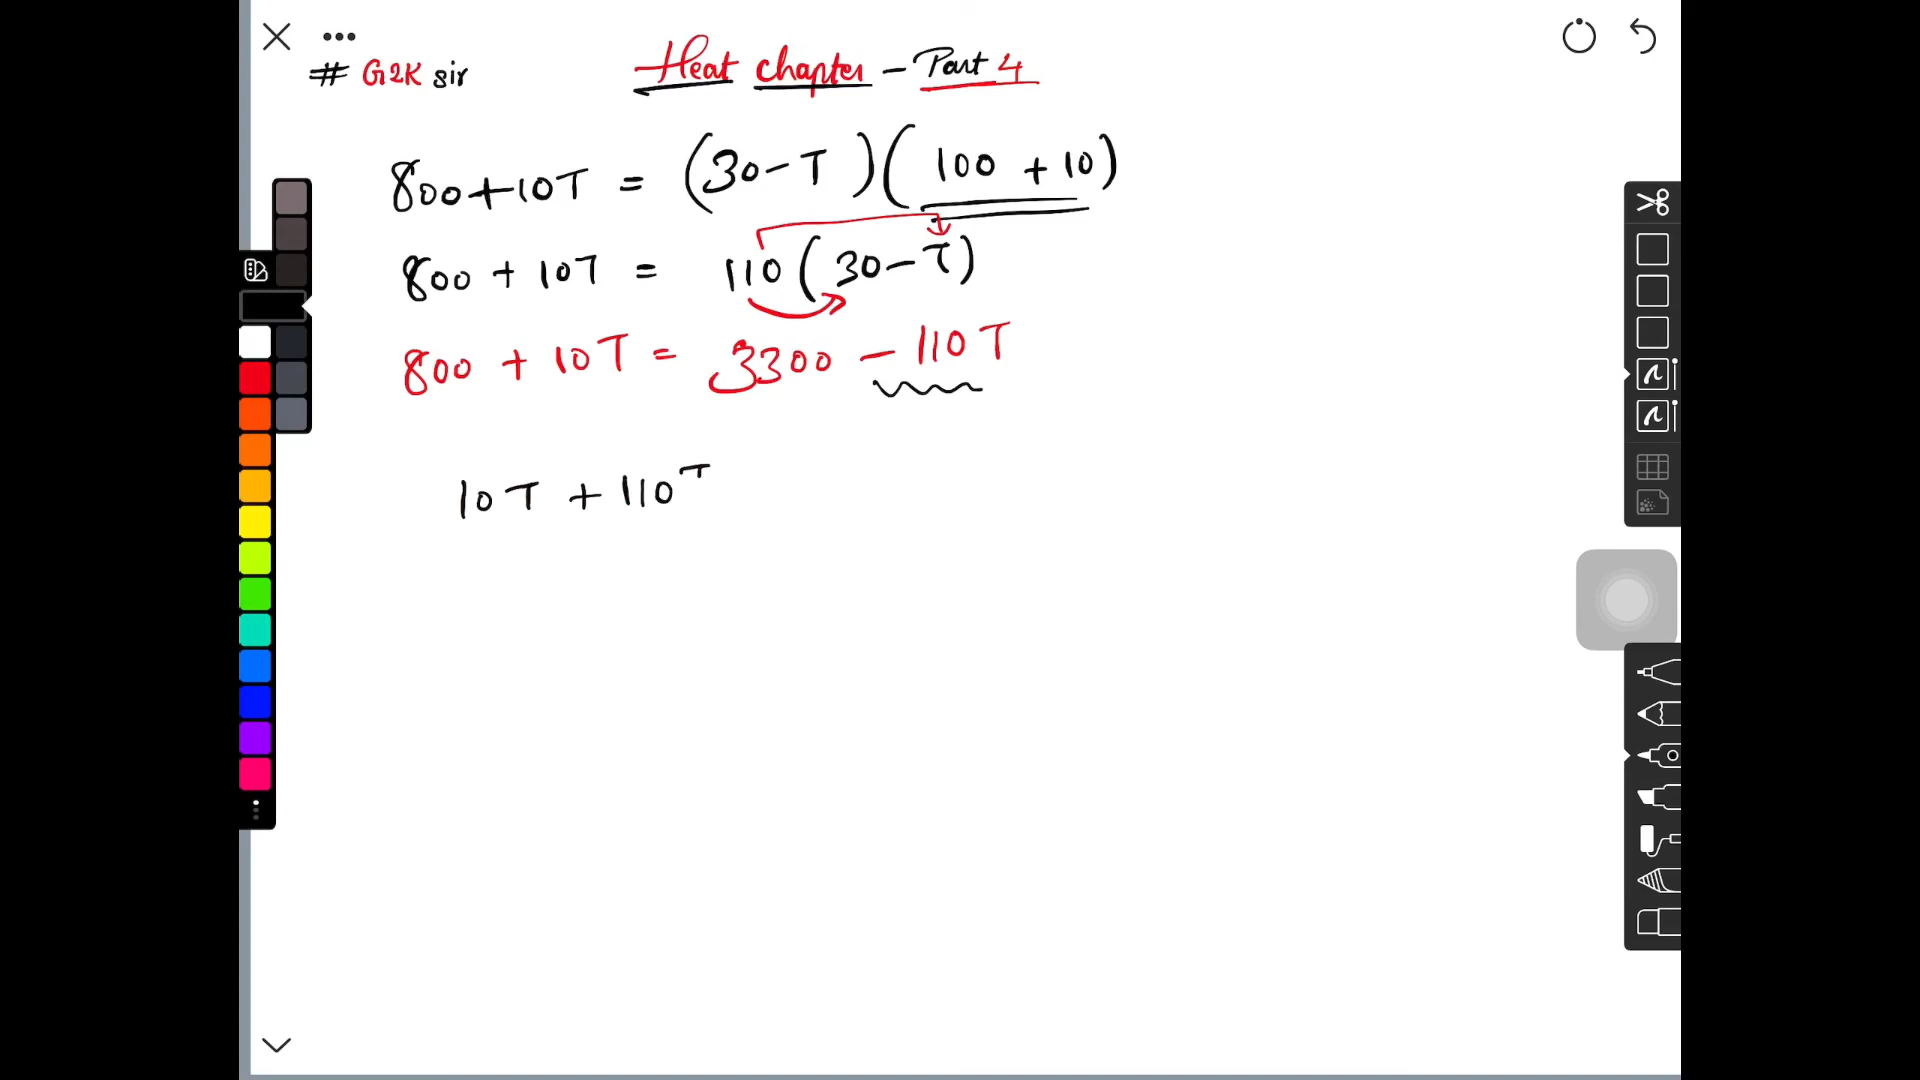 # G2K sir
Heat chapter - Part 4
800 + 10T = (30 - T)(100 + 10)
800 + 10T = 110(30 - T)
800 + 10T = 3300 - 110T
10T + 110T